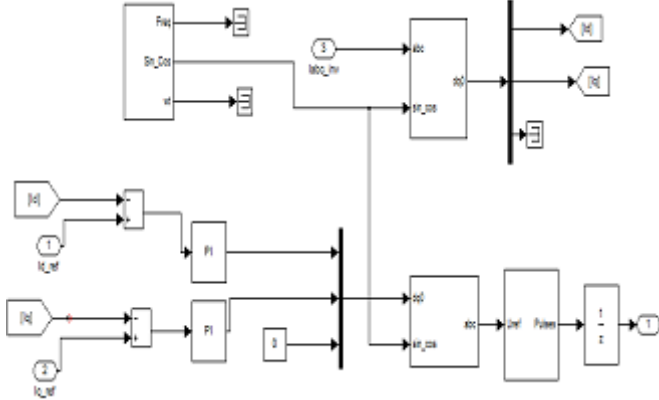 Freq
Sin_Cos
wt
3
Iabc_inv
abc
sin_cos
dq0
[Id]
[Iq]
[Id]
1
Id_ref
-
+
PI
[Iq]
2
Iq_ref
-
+
PI
0
dq0
sin_cos
abc
Uref
Pulses
1
z
1